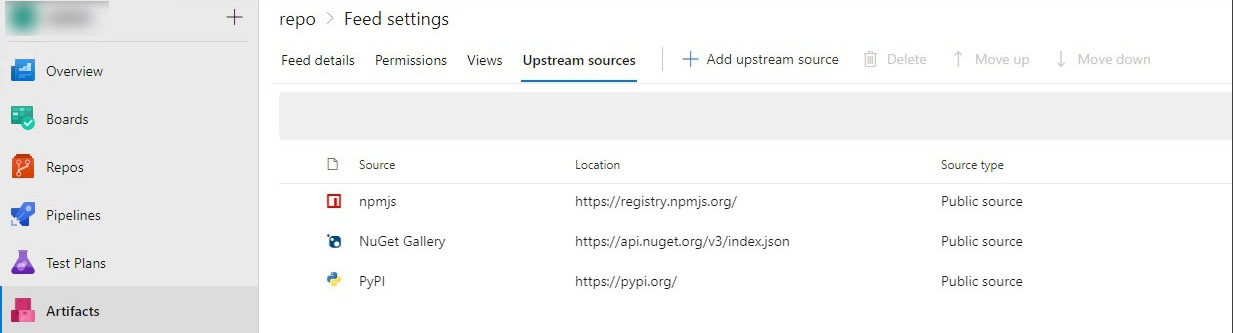 repo > Feed settings
Feed details Permissions Views Upstream sources + Add upstream source Delete ↑ Move up ↓ Move down
Overview
Boards
Repos
Pipelines
Test Plans
Artifacts
Source Location Source type
npmjs https://registry.npmjs.org/ Public source
NuGet Gallery https://api.nuget.org/v3/index.json Public source
PyPI https://pypi.org/ Public source